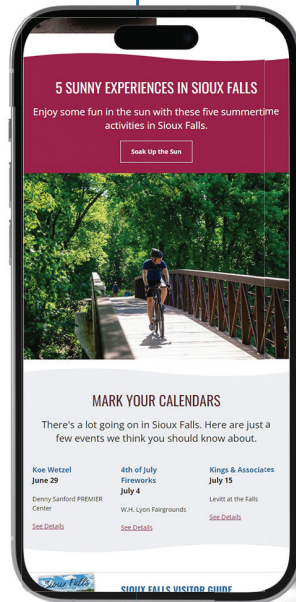 5 SUNNY EXPERIENCES IN SIOUX FALLS
Enjoy some fun in the sun with these five summertime
activities in Sioux Falls.
Soak Up the Sun
MARK YOUR CALENDARS
There's a lot going on in Sioux Falls. Here are just a
few events we think you should know about.
Koe Wetzel
June 29
Denny Sanford PREMIER
Center
See Details
4th of July
Fireworks
July 4
W.H. Lyon Fairgrounds
See Details
Kings & Associates
July 15
Levitt at the Falls
See Details
Sioux Falls
SIOUX FALLS VISITOR GUIDE